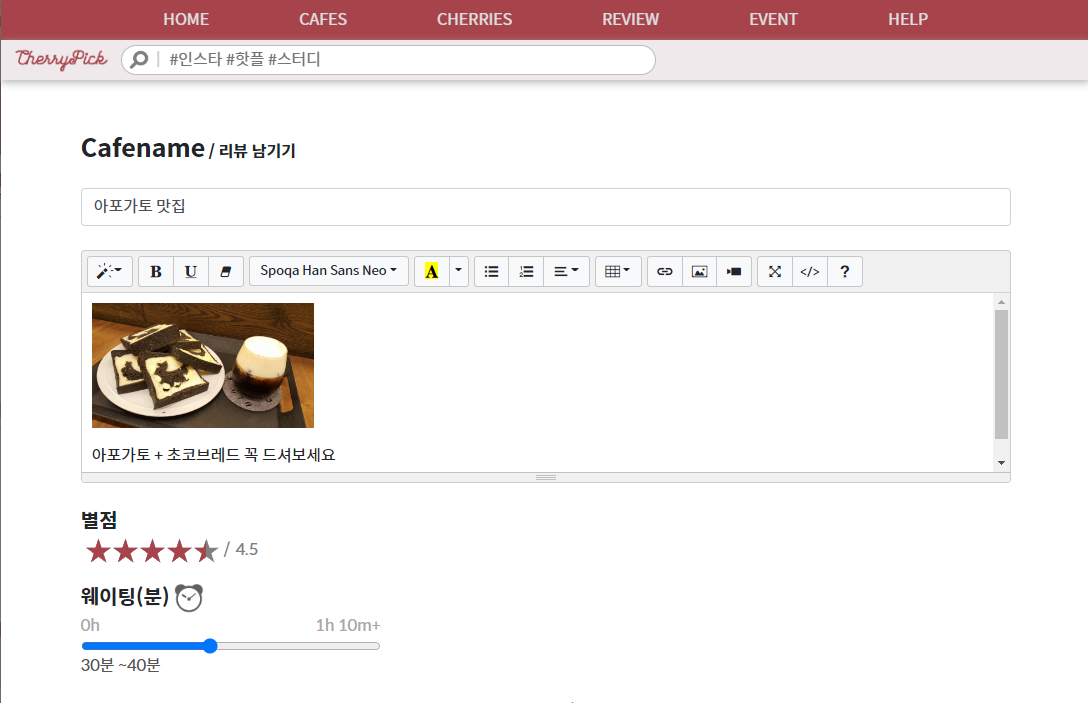 HOME CAFES CHERRIES REVIEW EVENT HELP
CherryPick #인스타 #핫플 #스터디
Cafename / 리뷰 남기기
아포가토 맛집
B U Spoqa Han Sans Neo A </> ?
아포가토 + 초코브레드 꼭 드셔보세요
별점
/ 4.5
웨이팅(분)
0h 1h 10m+
30분 ~40분